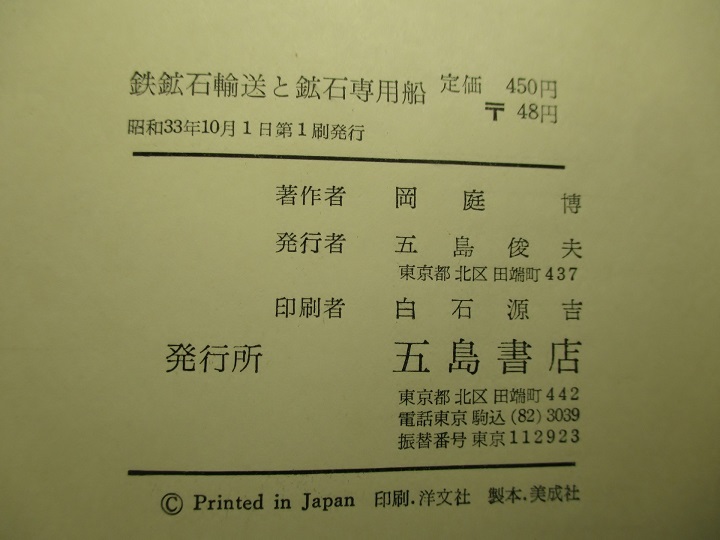 鉄鉱石輸送と鉱石専用船 定価 450円
〒 48円
昭和33年10月1日第1刷発行
著作者 岡庭博
発行者 五島俊夫
東京都 北区 田端町 437
印刷者 白石源吉
発行所 五島書店
東京都 北区 田端町 442
電話東京 駒込 (82) 3039
振替番号 東京 112923
© Printed in Japan 印刷.洋文社 製本.美成社